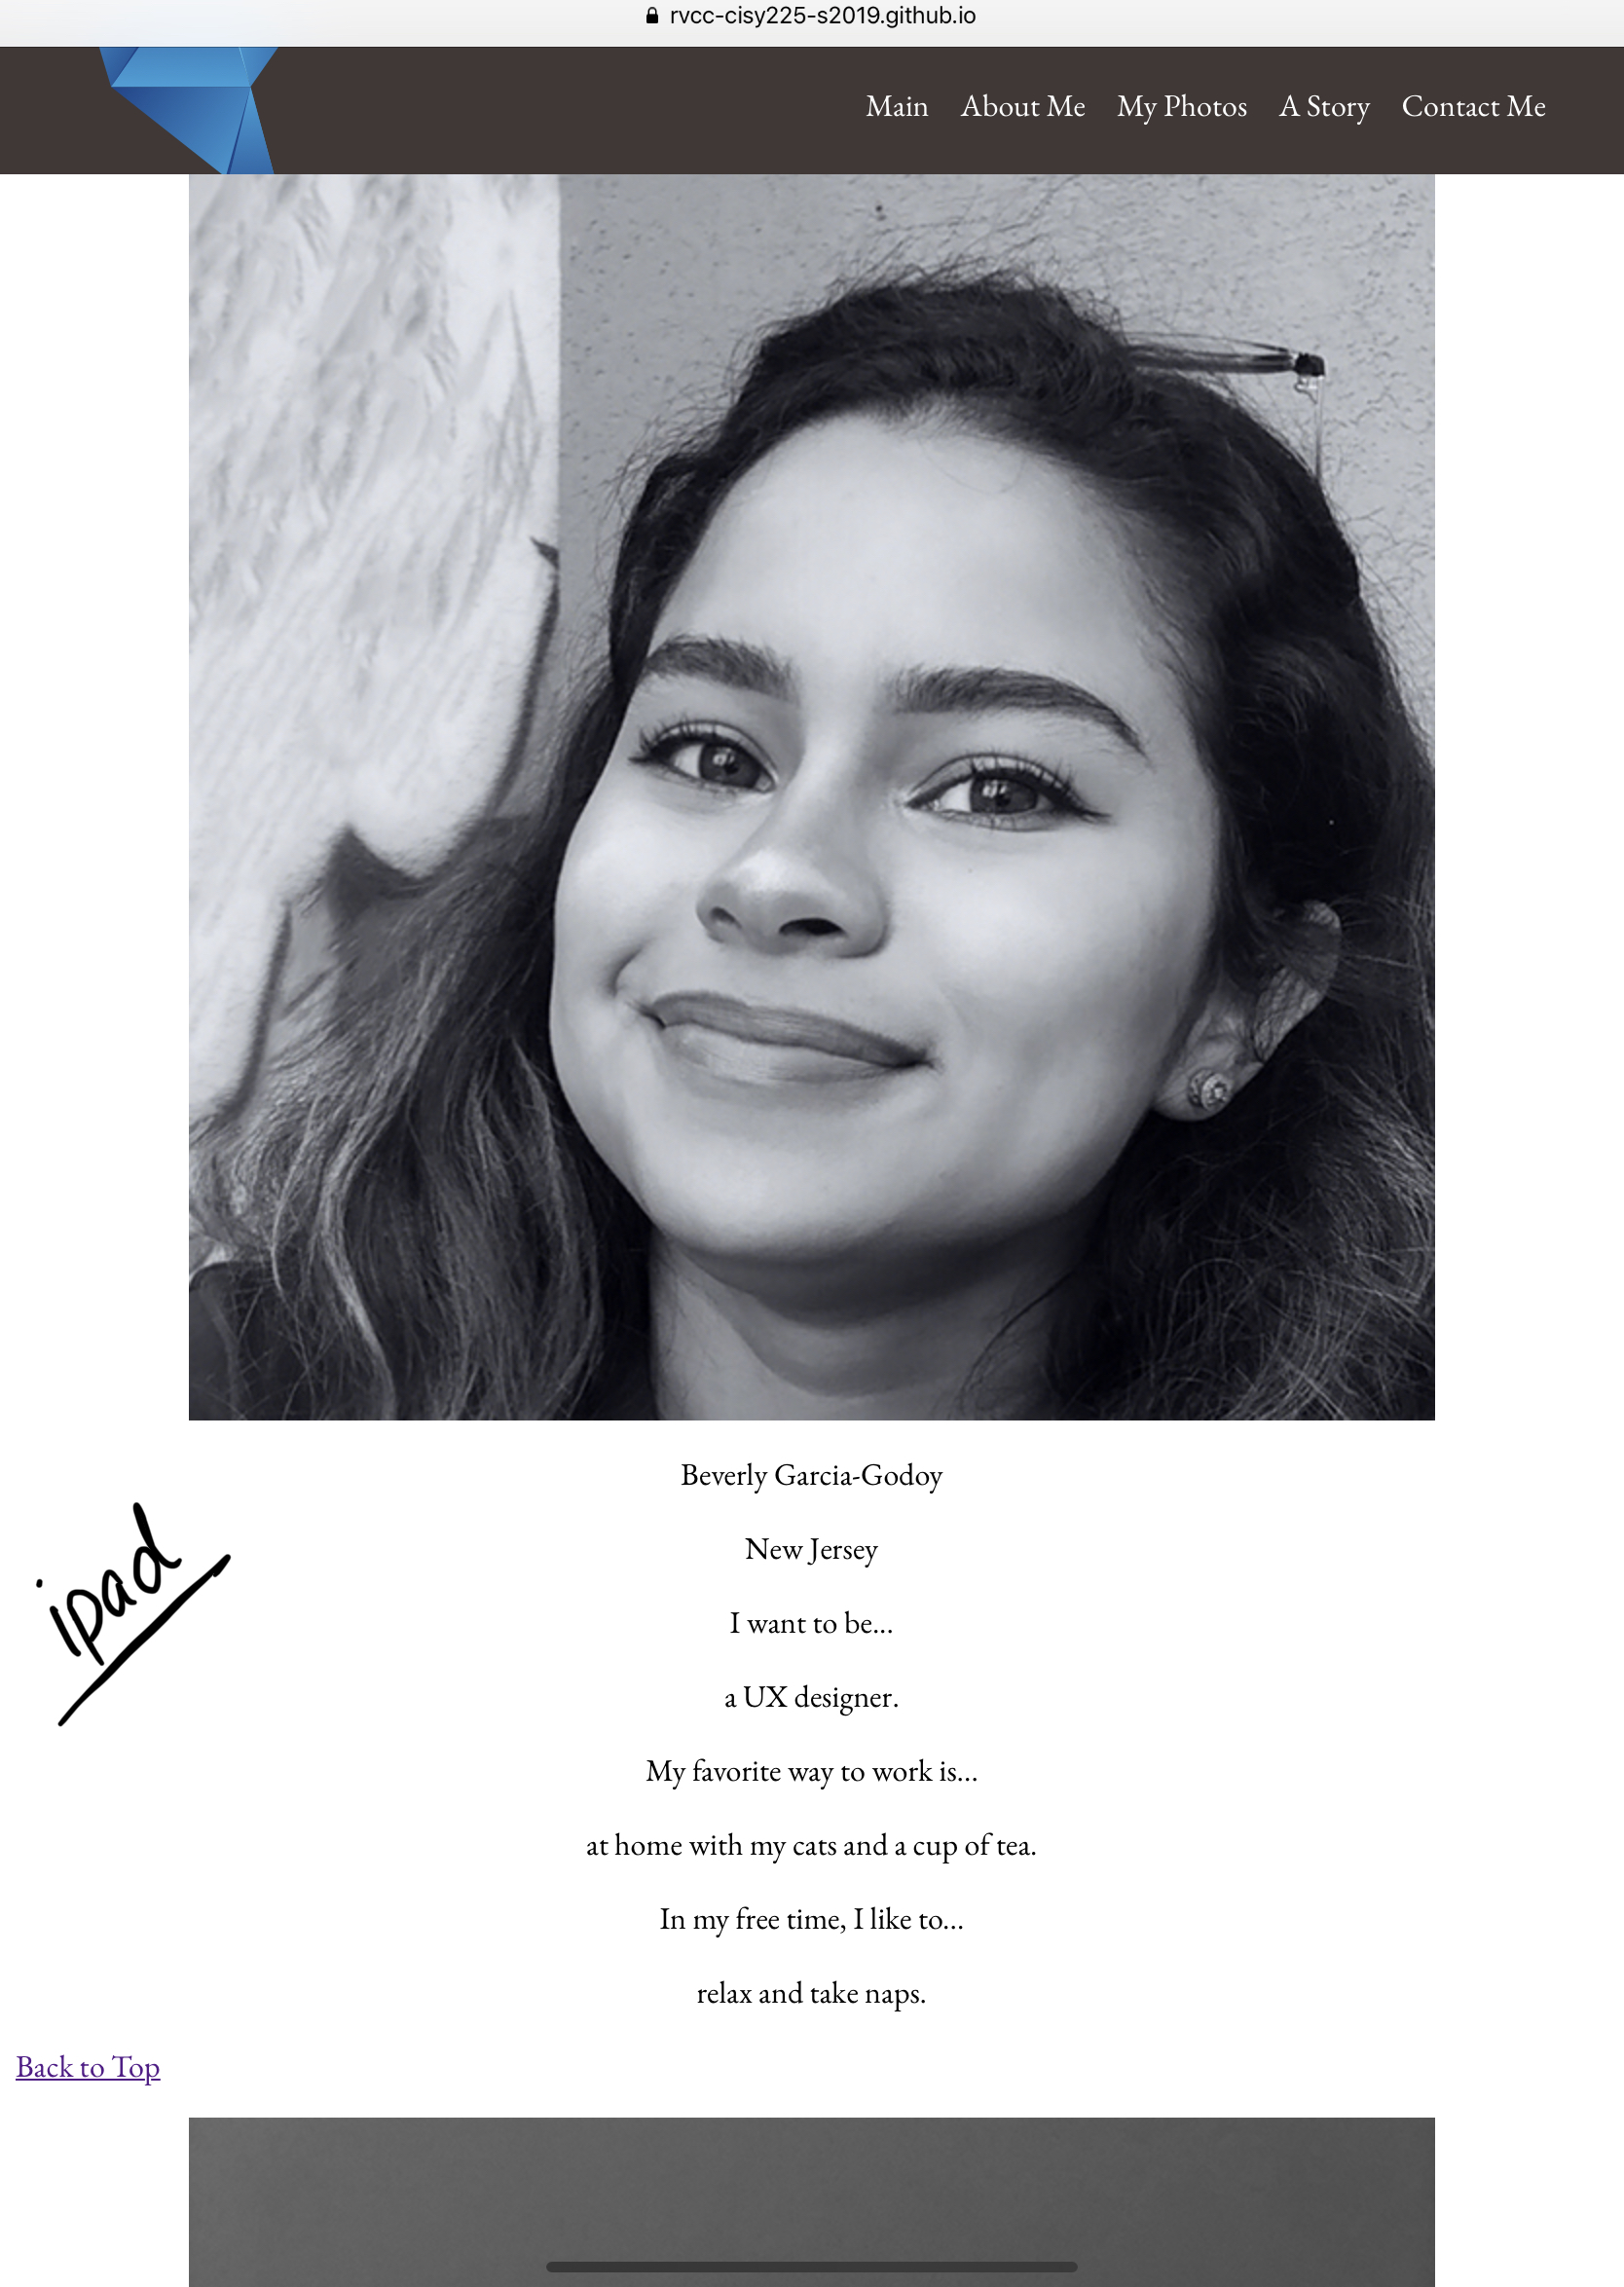 rvcc-cisy225-s2019.github.io
Main About Me My Photos A Story Contact Me
Beverly Garcia-Godoy
New Jersey
ipad
I want to be...
a UX designer.
My favorite way to work is...
at home with my cats and a cup of tea.
In my free time, I like to...
relax and take naps.
Back to Top